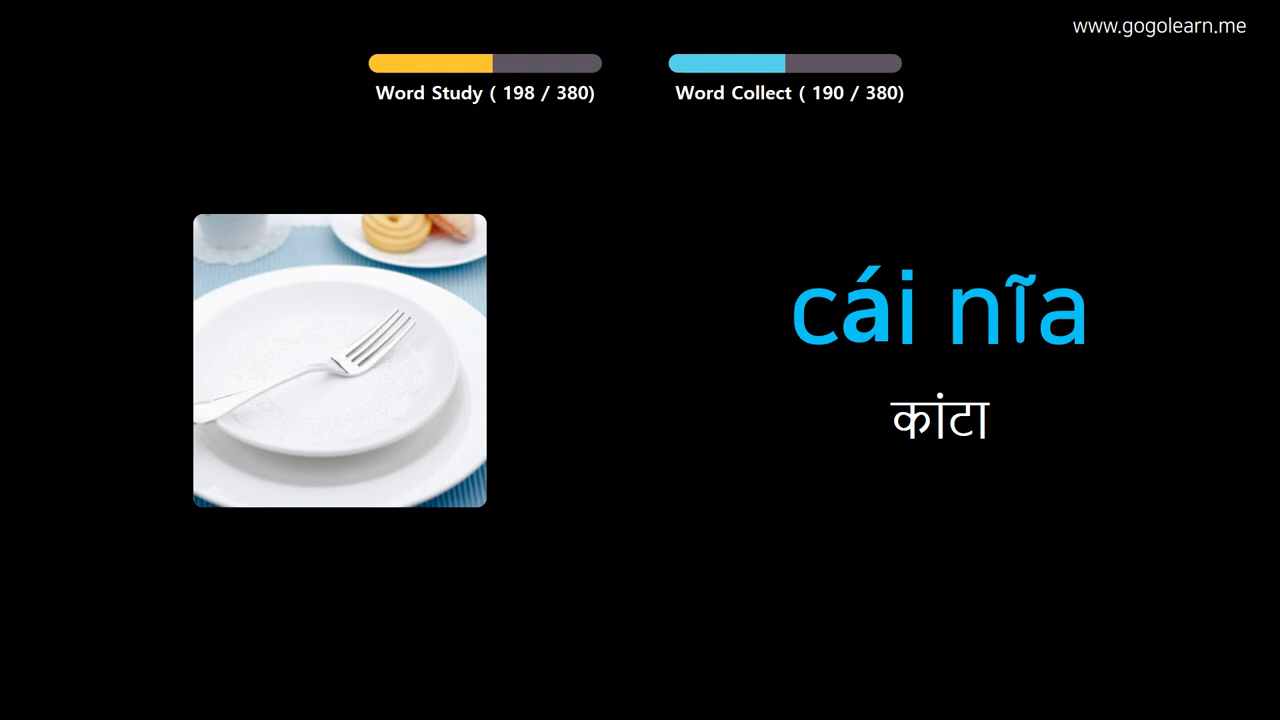 www.gogolearn.me
Word Study ( 198 / 380)
Word Collect ( 190 / 380)
cái nĩa
कांटा